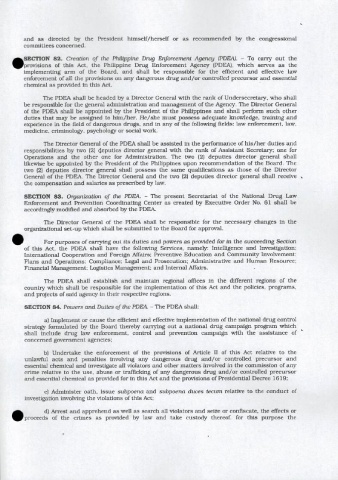 and as directed by the President himself/herself or as recommended by the congressional
committees concerned.
SECTION 82. Creation of the Philippine Drug Enforcement Agency (PDEA). – To carry out the
provisions of this Act, the Philippine Drug Enforcement Agency (PDEA), which serves as the
implementing arm of the Board, and shall be responsible for the efficient and effective law
enforcement of all the provisions on any dangerous drug and/or controlled precursor and essential
chemical as provided in this Act.
The PDEA shall be headed by a Director General with the rank of Undersecretary, who shall
be responsible for the general administration and management of the Agency. The Director General
of the PDEA shall be appointed by the President of the Philippines and shall perform such other
duties that may be assigned to him/her. He/she must possess adequate knowledge, training and
experience in the field of dangerous drugs, and in any of the following fields: law enforcement, law,
medicine, criminology, psychology or social work.
The Director General of the PDEA shall be assisted in the performance of his/her duties and
responsibilities by two (2) deputies director general with the rank of Assistant Secretary; one for
Operations and the other one for Administration. The two (2) deputies director general shall
likewise be appointed by the President of the Philippines upon recommendation of the Board. The
two (2) deputies director general shall possess the same qualifications as those of the Director
General of the PDEA. The Director General and the two (2) deputies director general shall receive
the compensation and salaries as prescribed by law.
SECTION 83. Organization of the PDEA. – The present Secretariat of the National Drug Law
Enforcement and Prevention Coordinating Center as created by Executive Order No. 61 shall be
accordingly modified and absorbed by the PDEA.
The Director General of the PDEA shall be responsible for the necessary changes in the
organizational set-up which shall be submitted to the Board for approval.
For purposes of carrying out its duties and powers as provided for in the succeeding Section
of this Act, the PDEA shall have the following Services, namely: Intelligence and Investigation;
International Cooperation and Foreign Affairs; Preventive Education and Community Involvement;
Plans and Operations; Compliance; Legal and Prosecution; Administrative and Human Resource;
Financial Management; Logistics Management; and Internal Affairs.
The PDEA shall establish and maintain regional offices in the different regions of the
country which shall be responsible for the implementation of this Act and the policies, programs,
and projects of said agency in their respective regions.
SECTION 84. Powers and Duties of the PDEA. – The PDEA shall:
a) Implement or cause the efficient and effective implementation of the national drug control
strategy formulated by the Board thereby carrying out a national drug campaign program which
shall include drug law enforcement, control and prevention campaign with the assistance of
concerned government agencies;
b) Undertake the enforcement of the provisions of Article II of this Act relative to the
unlawful acts and penalties involving any dangerous drug and/or controlled precursor and
essential chemical and investigate all violators and other matters involved in the commission of any
crime relative to the use, abuse or trafficking of any dangerous drug and/or controlled precursor
and essential chemical as provided for in this Act and the provisions of Presidential Decree 1619;
c) Administer oath, issue subpoena and subpoena duces tecum relative to the conduct of
investigation involving the violations of this Act;
d) Arrest and apprehend as well as search all violators and seize or confiscate, the effects or
proceeds of the crimes as provided by law and take custody thereof, for this purpose the